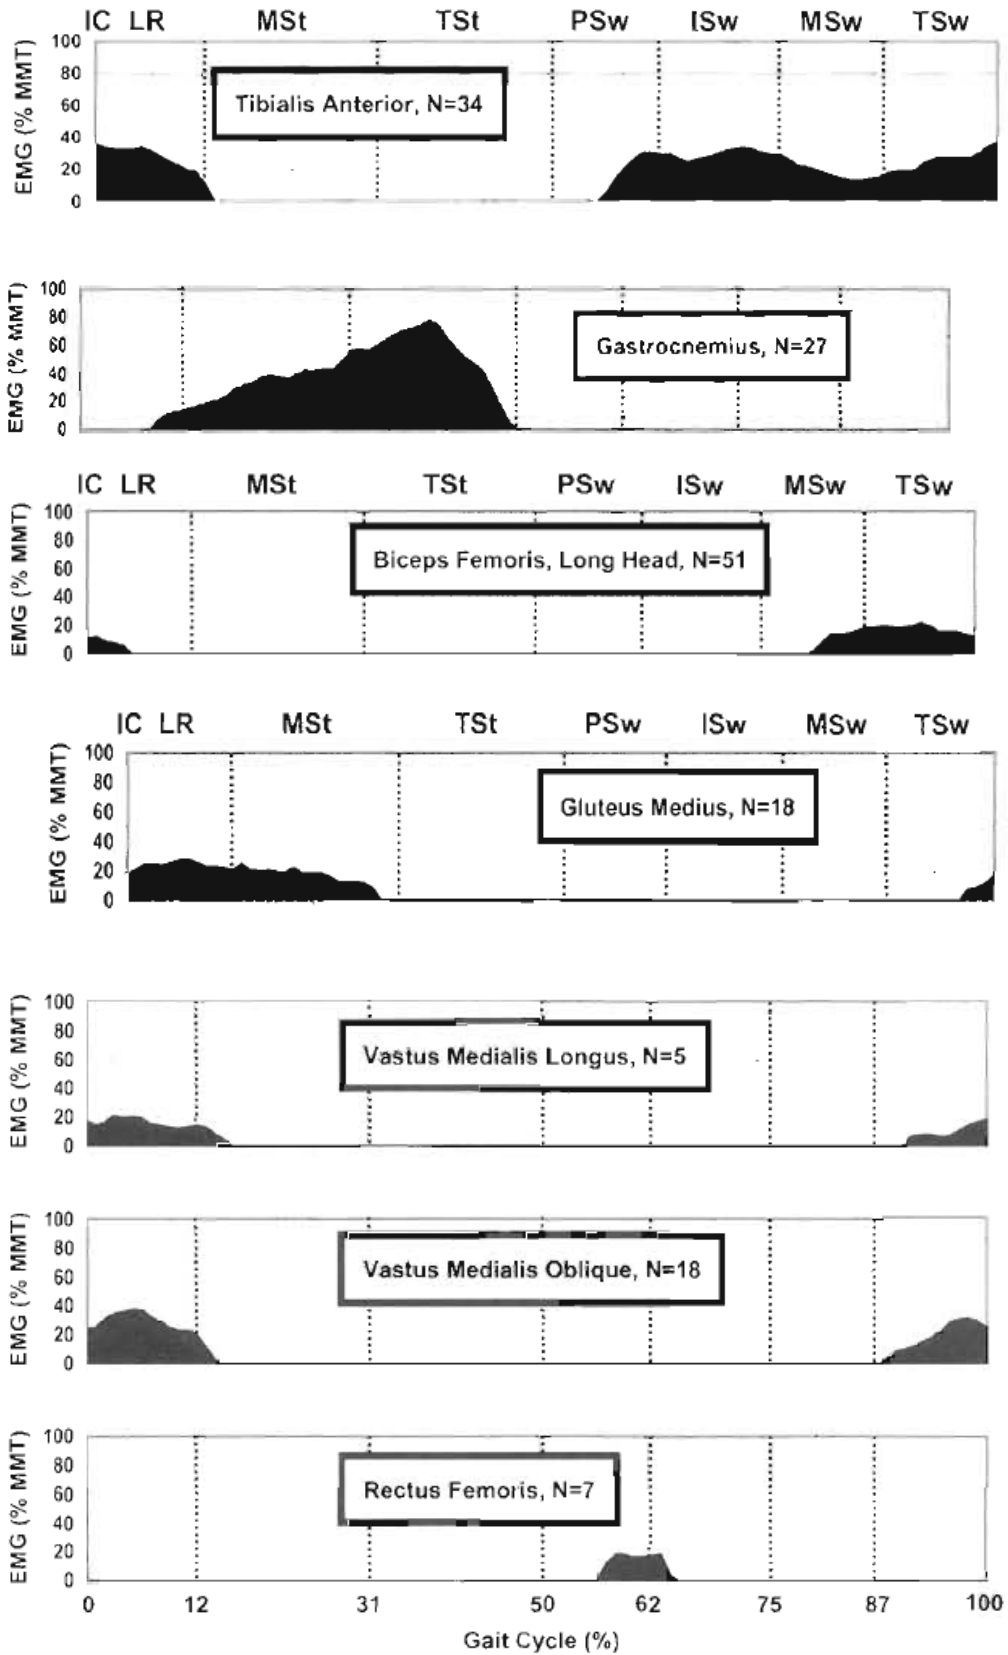 IC LR MSt TSt PSw ISw MSw TSw
EMG (% MMT)
100
80
60
40
20
0
Tibialis Anterior, N=34
EMG (% MMT)
100
80
60
40
20
0
Gastrocnemius, N=27
IC LR MSt TSt PSw ISw MSw TSw
EMG (% MMT)
100
80
60
40
20
0
Biceps Femoris, Long Head, N=51
IC LR MSt TSt PSw ISw MSw TSw
EMG (% MMT)
100
80
60
40
20
0
Gluteus Medius, N=18
EMG (% MMT)
100
80
60
40
20
0
Vastus Medialis Longus, N=5
EMG (% MMT)
100
80
60
40
20
0
Vastus Medialis Oblique, N=18
EMG (% MMT)
100
80
60
40
20
0
Rectus Femoris, N=7
0 12 31 50 62 75 87 100
Gait Cycle (%)